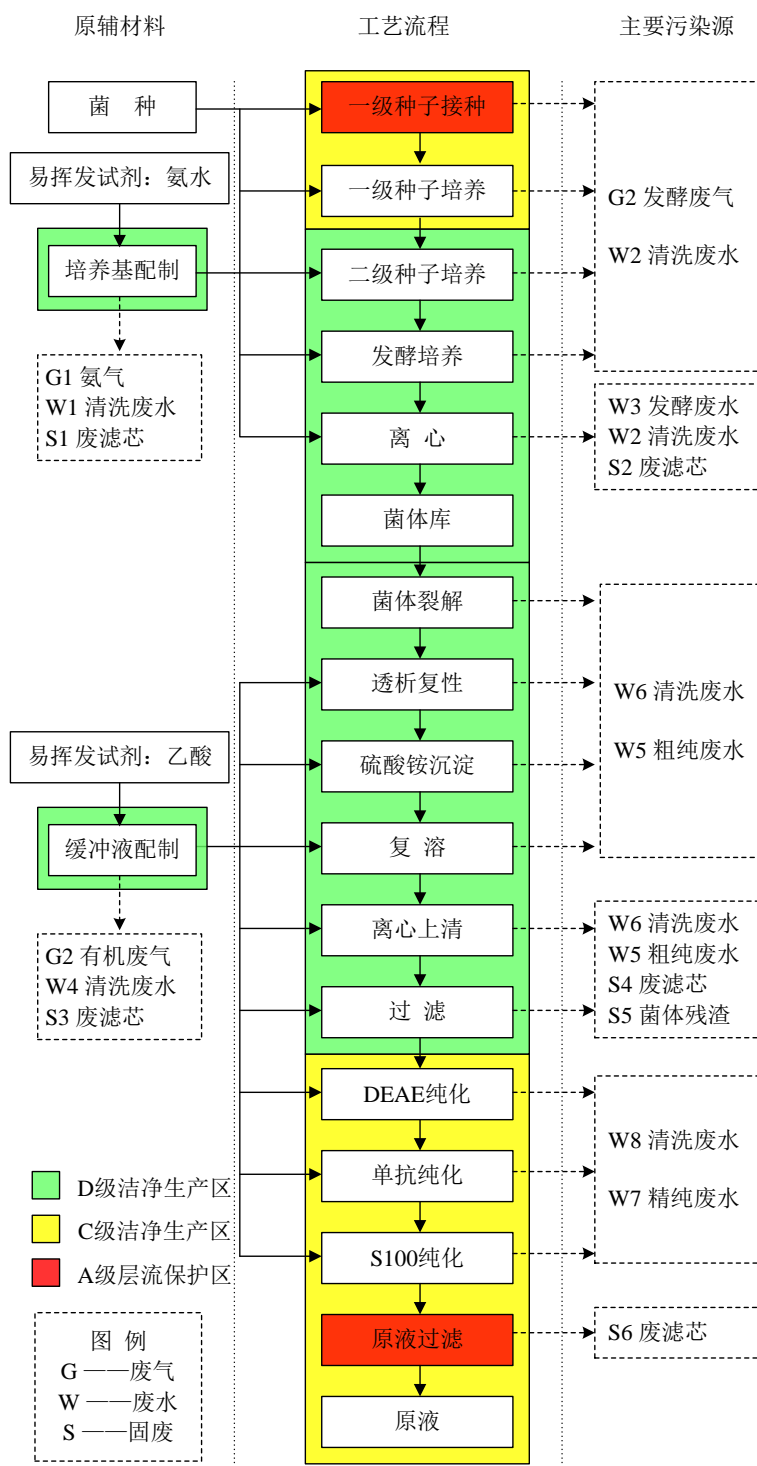 原辅材料
工艺流程
主要污染源
菌 种
一级种子接种
易挥发试剂：氨水
一级种子培养
G2 发酵废气
W2 清洗废水
培养基配制
二级种子培养
G1 氨气
W1 清洗废水
S1 废滤芯
发酵培养
W3 发酵废水
W2 清洗废水
S2 废滤芯
离 心
菌体库
菌体裂解
透析复性
W6 清洗废水
W5 粗纯废水
易挥发试剂：乙酸
硫酸铵沉淀
缓冲液配制
复 溶
G2 有机废气
W4 清洗废水
S3 废滤芯
离心上清
W6 清洗废水
W5 粗纯废水
S4 废滤芯
S5 菌体残渣
过 滤
DEAE纯化
W8 清洗废水
W7 精纯废水
单抗纯化
S100纯化
D级洁净生产区
C级洁净生产区
A级层流保护区
原液过滤
S6 废滤芯
原液
图 例
G ——废气
W ——废水
S ——固废